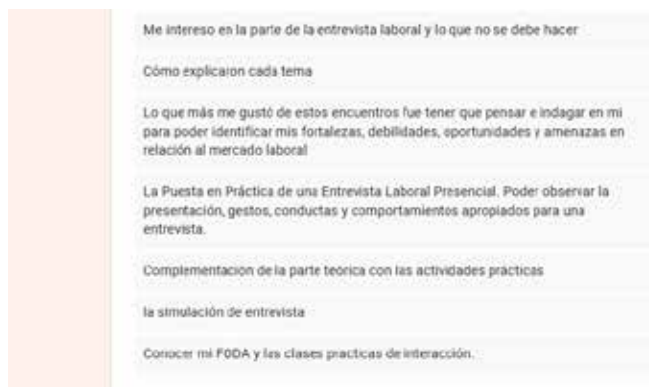 Me intereso en la parte de la entrevista laboral y lo que no se debe hacer
Cómo explicaron cada tema
Lo que más me gustó de estos encuentros fue tener que pensar e indagar en mi
para poder identificar mis fortalezas, debilidades, oportunidades y amenazas en
relación al mercado laboral
La Puesta en Práctica de una Entrevista Laboral Presencial. Poder observar la
presentación, gestos, conductas y comportamientos apropiados para una
entrevista.
Complementación de la parte teorica con las actividades prácticas
la simulación de entrevista
Conocer mi FODA y las clases practicas de interacción.